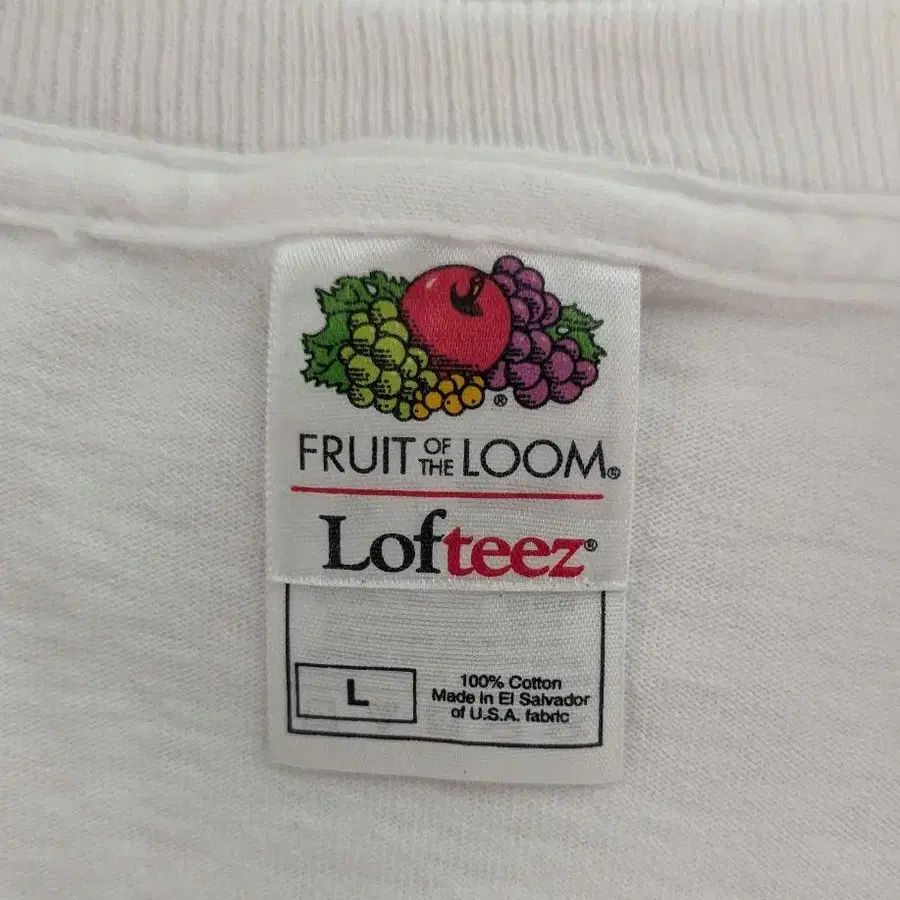 ®
FRUIT OF THE LOOM®
Lofteez®
L
100% Cotton
Made in El Salvador
of U.S.A. fabric